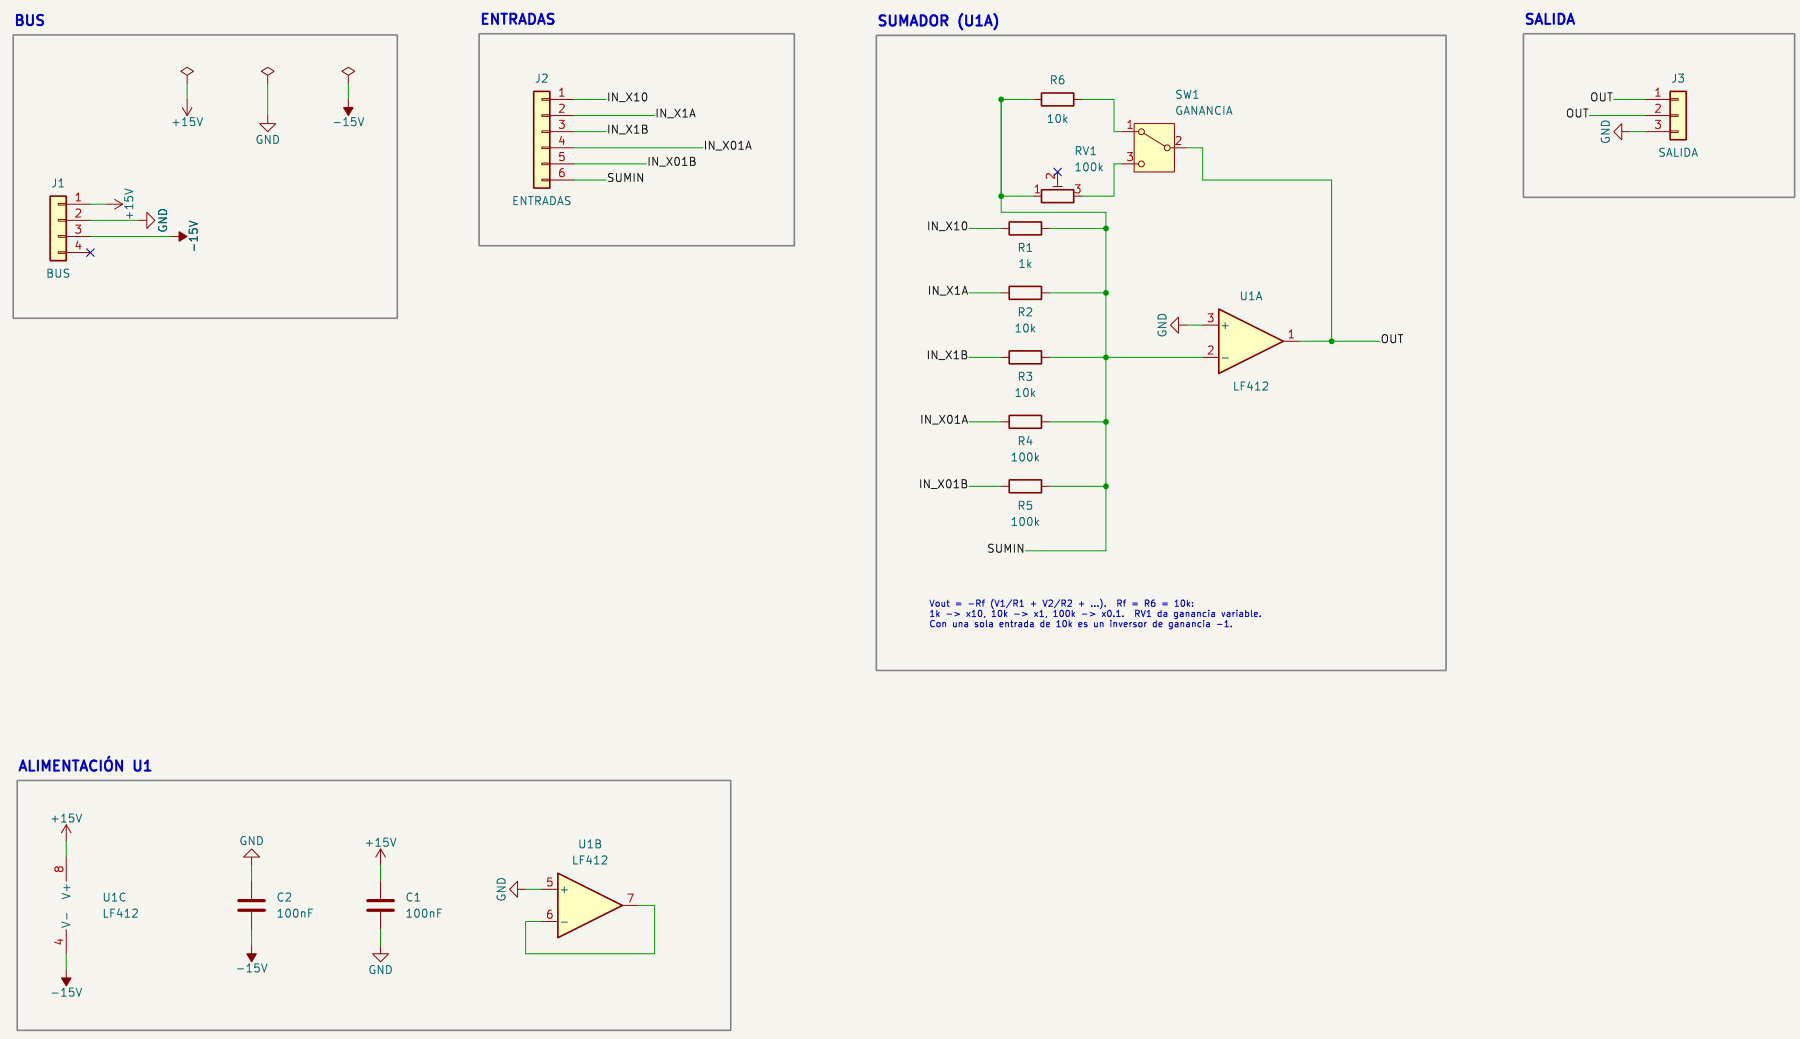 BUS
+15V
GND
-15V
J1
1
2
3
4
+15V
GND
-15V
BUS
ENTRADAS
J2
1
2
3
4
5
6
IN_X10
IN_X1A
IN_X1B
IN_X01A
IN_X01B
SUMIN
ENTRADAS
SUMADOR (U1A)
R6
10k
SW1
GANANCIA
1
2
3
RV1
100k
1
2
3
IN_X10
R1
1k
IN_X1A
R2
10k
IN_X1B
R3
10k
IN_X01A
R4
100k
IN_X01B
R5
100k
SUMIN
U1A
GND
3
+
2
-
1
OUT
LF412
Vout = -Rf (V1/R1 + V2/R2 + ...). Rf = R6 = 10k:
1k -> x10, 10k -> x1, 100k -> x0.1. RV1 da ganancia variable.
Con una sola entrada de 10k es un inversor de ganancia -1.
SALIDA
J3
OUT
1
OUT
2
GND
3
SALIDA
ALIMENTACIÓN U1
+15V
8
V+
V-
4
-15V
U1C
LF412
GND
C2
100nF
-15V
+15V
C1
100nF
GND
U1B
LF412
GND
5
+
6
-
7